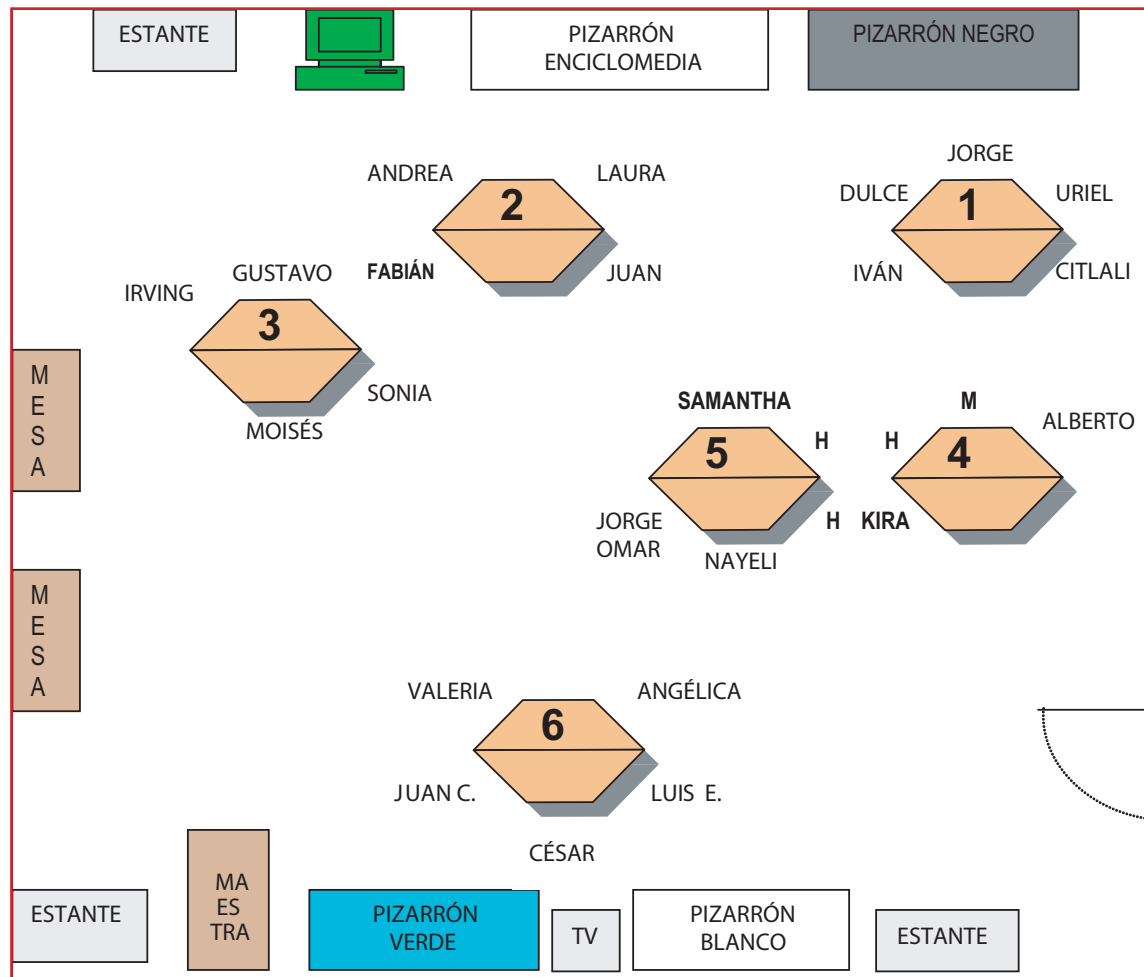 ESTANTE
PIZARRÓN
ENCICLOMEDIA
PIZARRÓN NEGRO
JORGE
ANDREA
LAURA
DULCE
URIEL
2
1
FABIÁN
JUAN
IVÁN
CITLALI
IRVING
GUSTAVO
3
SONIA
MOISÉS
M
E
S
A
SAMANTHA
M
ALBERTO
5
H
H
4
JORGE
OMAR
H
KIRA
NAYELI
M
E
S
A
VALERIA
ANGÉLICA
6
JUAN C.
LUIS E.
CÉSAR
ESTANTE
MA
ES
TRA
PIZARRÓN
VERDE
TV
PIZARRÓN
BLANCO
ESTANTE